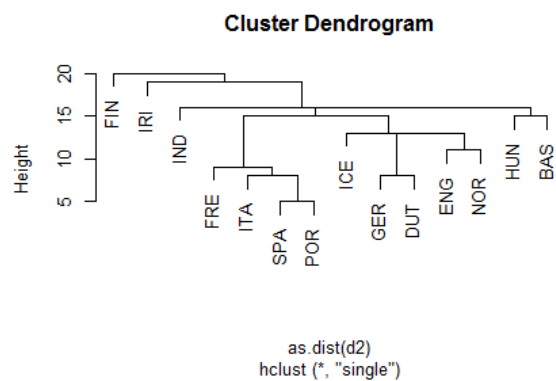 Cluster Dendrogram
Height
20
15
10
5
FIN
IRI
IND
FRE
ITA
SPA
POR
ICE
GER
DUT
ENG
NOR
HUN
BAS
as.dist(d2)
hclust (*, "single")